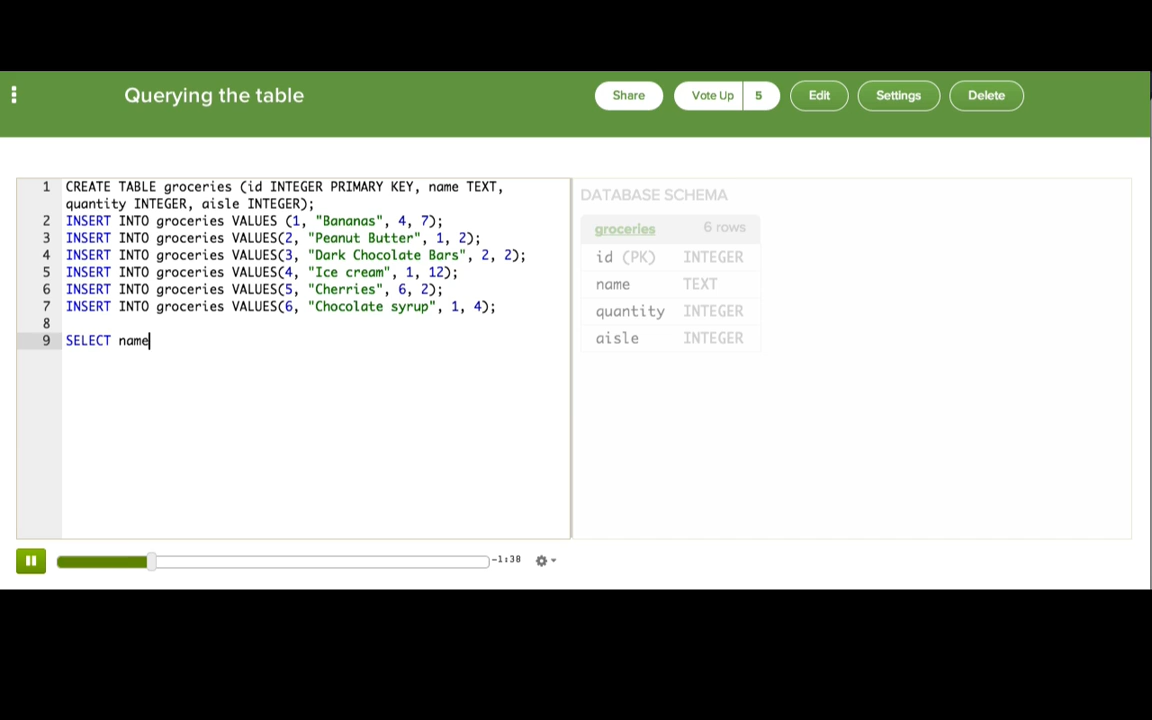 Querying the table
Share
Vote Up 5
Edit
Settings
Delete
1 CREATE TABLE groceries (id INTEGER PRIMARY KEY, name TEXT,
quantity INTEGER, aisle INTEGER);
2 INSERT INTO groceries VALUES (1, "Bananas", 4, 7);
3 INSERT INTO groceries VALUES(2, "Peanut Butter", 1, 2);
4 INSERT INTO groceries VALUES(3, "Dark Chocolate Bars", 2, 2);
5 INSERT INTO groceries VALUES(4, "Ice cream", 1, 12);
6 INSERT INTO groceries VALUES(5, "Cherries", 6, 2);
7 INSERT INTO groceries VALUES(6, "Chocolate syrup", 1, 4);
8
9 SELECT name
DATABASE SCHEMA
groceries 6 rows
id (PK) INTEGER
name TEXT
quantity INTEGER
aisle INTEGER
-1:38